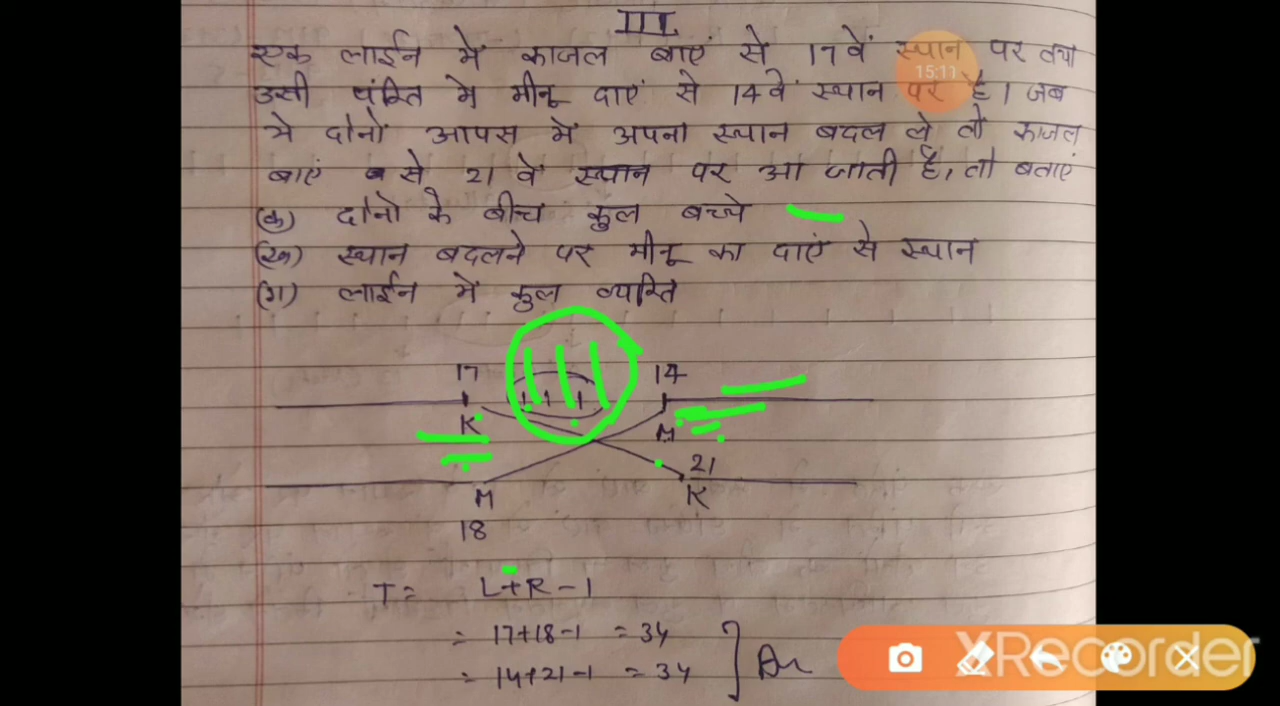 III
एक लाईन में काजल बाएं से 17वें स्थान पर तथा
उसी पंक्ति में मीनू दाएं से 14वें स्थान पर है। जब
ये दोनों आपस में अपना स्थान बदल ले तो काजल
बाएं से 21 वें स्थान पर आ जाती है, तो बताएं
(क) दोनो के बीच कुल बच्चे
(ख) स्थान बदलने पर मीनू का दाएं से स्थान
(ग) लाईन में कुल व्यक्ति
17 14
K M
21
M K
18
T = L+R-1
= 17+18-1 = 34
= 14+21-1 = 34
15:11
XRecorder